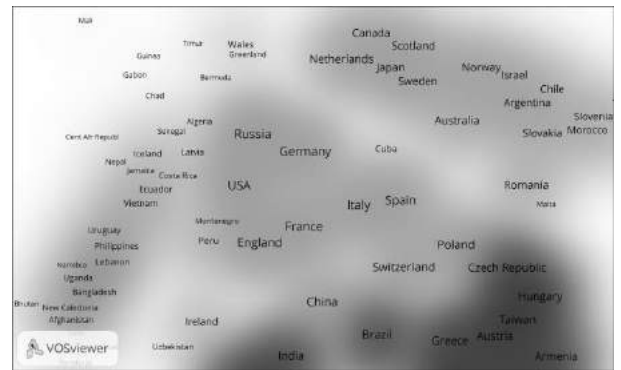 Mali
Canada
Timur
Wales
Scotland
Guinea
Greenland
Netherlands
Japan
Norway
Israel
Gabon
Bermuda
Sweden
Chile
Chad
Argentina
Algeria
Australia
Slovenia
Cent Afr Republ
Senegal
Russia
Slovakia
Morocco
Iceland
Latvia
Germany
Cuba
Nepal
Jamaica
Costa Rica
Ecuador
USA
Romania
Vietnam
Italy
Spain
Malta
Uruguay
Montenegro
France
Philippines
Peru
England
Poland
Namibia
Lebanon
Switzerland
Czech Republic
Uganda
Bangladesh
Hungary
Bhutan
New Caledonia
China
Afghanistan
Ireland
Taiwan
Brazil
Greece
Austria
VOSviewer
Uzbekistan
India
Armenia